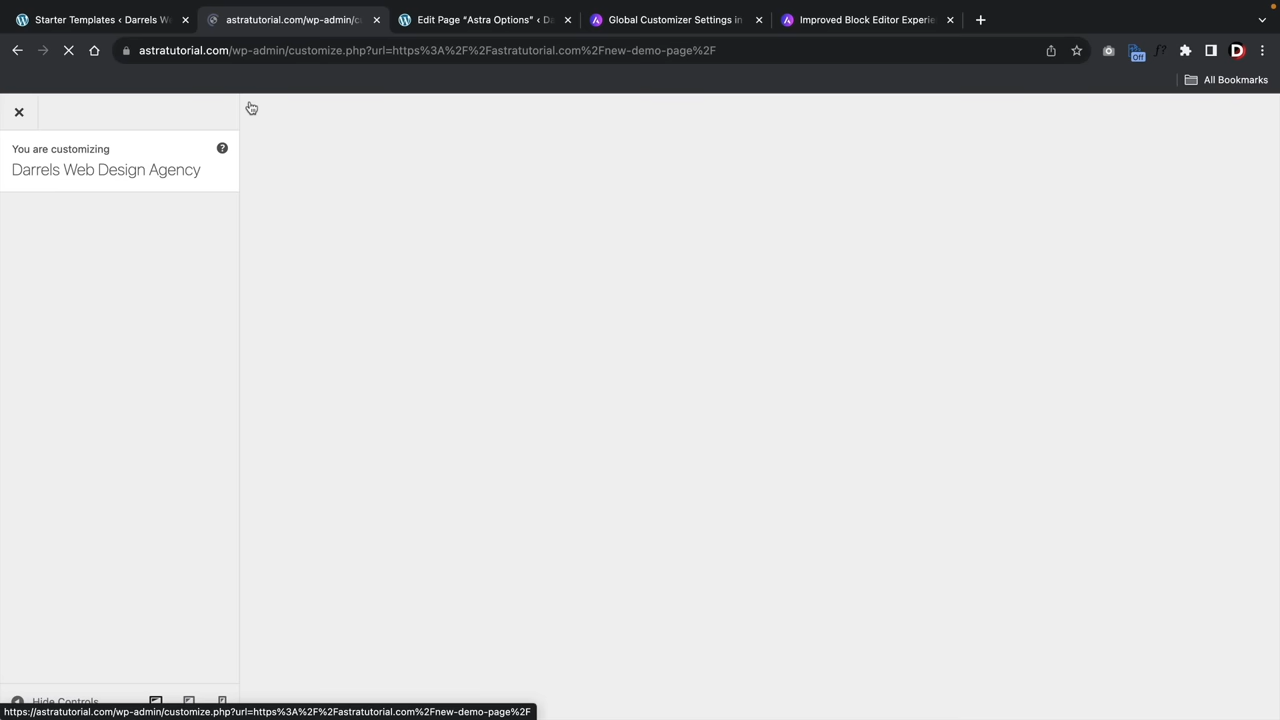 Starter Templates ‹ Darrels We
astratutorial.com/wp-admin/c
Edit Page "Astra Options" ‹ Da
Global Customizer Settings in
Improved Block Editor Experie
astratutorial.com/wp-admin/customize.php?url=https%3A%2F%2Fastratutorial.com%2Fnew-demo-page%2F
f?
Off
D
All Bookmarks
You are customizing
Darrels Web Design Agency
Hide Controls
https://astratutorial.com/wp-admin/customize.php?url=https%3A%2F%2Fastratutorial.com%2Fnew-demo-page%2F